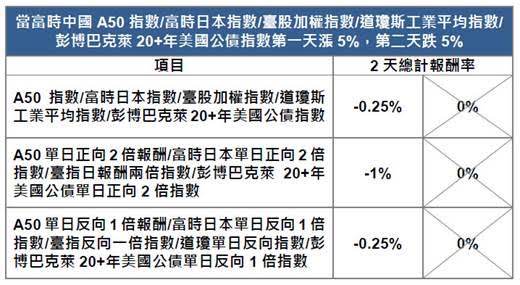 當富時中國 A50 指數/富時日本指數/臺股加權指數/道瓊斯工業平均指數/
彭博巴克萊 20+年美國公債指數第一天漲 5%，第二天跌 5%
項目
2 天總計報酬率
A50 指數/富時日本指數/臺股加權指數/道瓊斯
工業平均指數/彭博巴克萊 20+年美國公債指數
-0.25%
0%
A50 單日正向 2 倍報酬/富時日本單日正向 2 倍
指數/臺指日報酬兩倍指數/彭博巴克萊 20+年
美國公債單日正向 2 倍指數
-1%
0%
A50 單日反向 1 倍報酬/富時日本單日反向 1 倍
指數/臺指反向一倍指數/道瓊單日反向指數/彭
博巴克萊 20+年美國公債單日反向 1 倍指數
-0.25%
0%